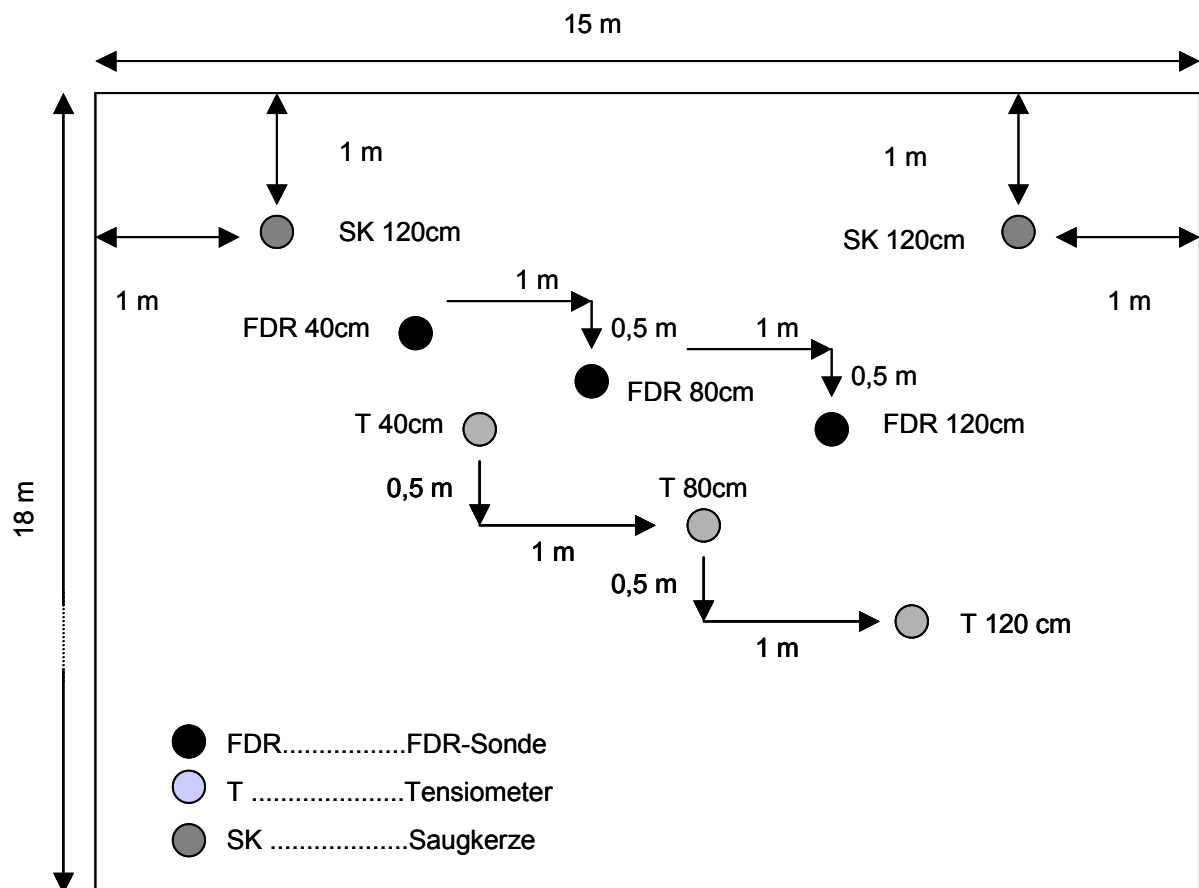 15 m
1 m
1 m
SK 120cm
SK 120cm
1 m
1 m
1 m
FDR 40cm
0,5 m
1 m
FDR 80cm
0,5 m
T 40cm
FDR 120cm
0,5 m
T 80cm
18 m
1 m
0,5 m
T 120 cm
1 m
FDR.................FDR-Sonde
T .....................Tensiometer
SK ...................Saugkerze